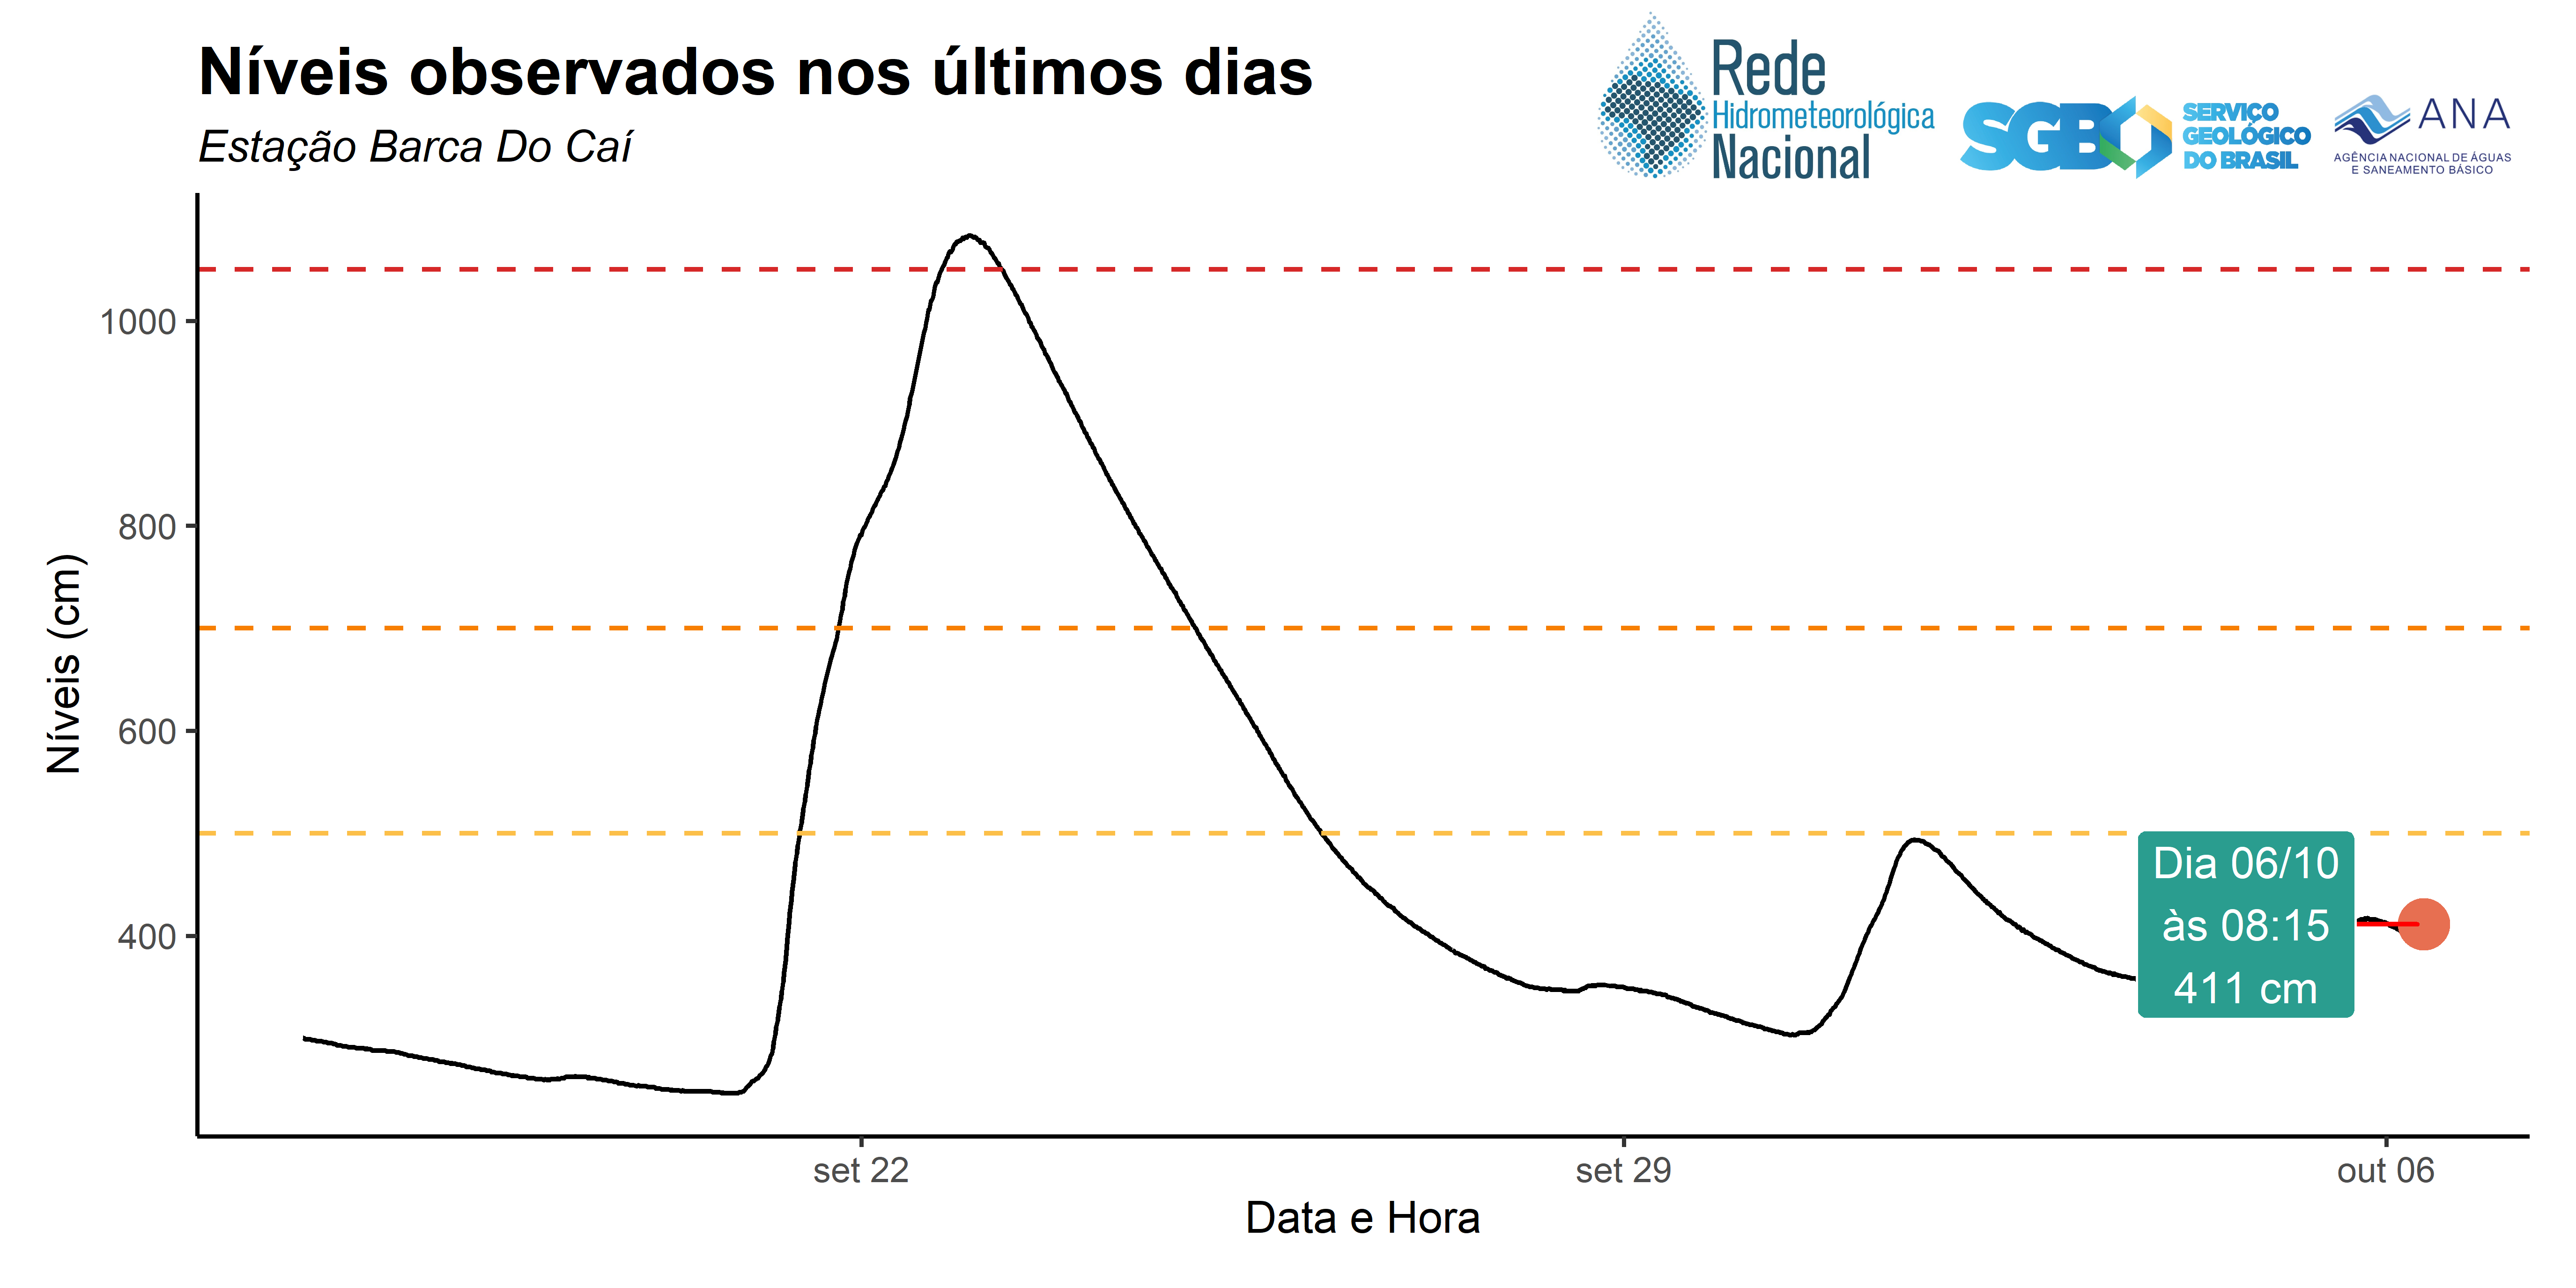 Níveis observados nos últimos dias
Estação Barca Do Caí
Rede
Hidrometeorológica
Nacional
SGB
SERVIÇO
GEOLÓGICO
DO BRASIL
ANA
AGÊNCIA NACIONAL DE ÁGUAS
E SANEAMENTO BÁSICO
Níveis (cm)
1000
800
600
400
Dia 06/10
às 08:15
411 cm
set 22
set 29
out 06
Data e Hora